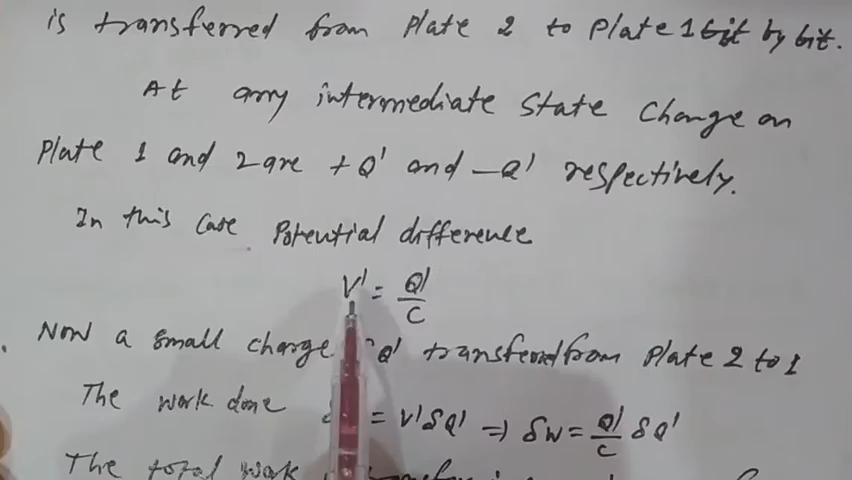 is transferred from Plate 2 to Plate 1 bit by bit.
At any intermediate State Change on
Plate 1 and 2 are +Q' and -Q' respectively.
In this Case Potential difference
V' = Q'/C
Now a small charge Q' transferred from Plate 2 to 1
The work done = V'δQ' ⇒ δW = Q'/C δQ'
The total work